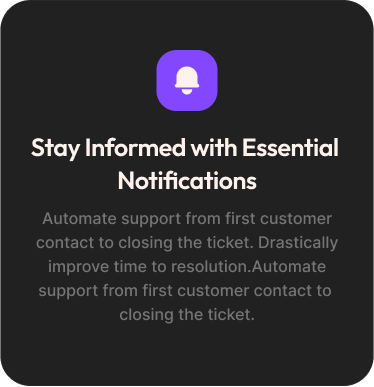 Stay Informed with Essential
Notifications
Automate support from first customer
contact to closing the ticket. Drastically
improve time to resolution.Automate
support from first customer contact to
closing the ticket.